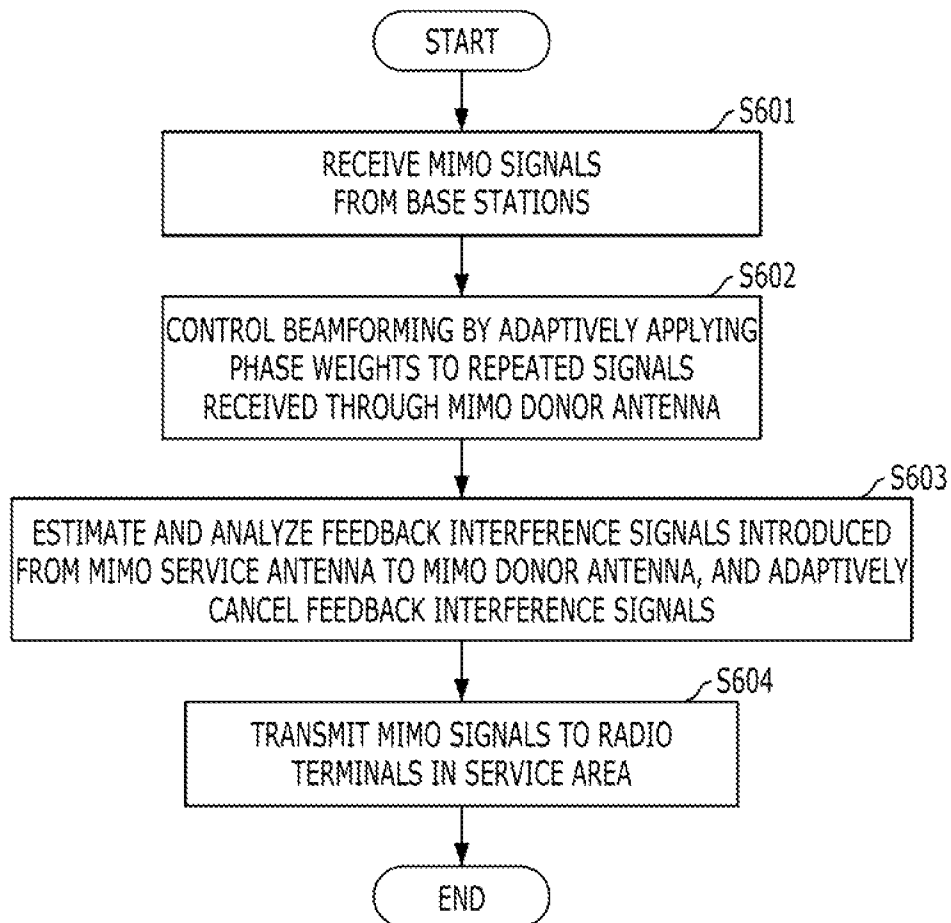 START
S601
RECEIVE MIMO SIGNALS
FROM BASE STATIONS
S602
CONTROL BEAMFORMING BY ADAPTIVELY APPLYING
PHASE WEIGHTS TO REPEATED SIGNALS
RECEIVED THROUGH MIMO DONOR ANTENNA
S603
ESTIMATE AND ANALYZE FEEDBACK INTERFERENCE SIGNALS INTRODUCED
FROM MIMO SERVICE ANTENNA TO MIMO DONOR ANTENNA, AND ADAPTIVELY
CANCEL FEEDBACK INTERFERENCE SIGNALS
S604
TRANSMIT MIMO SIGNALS TO RADIO
TERMINALS IN SERVICE AREA
END